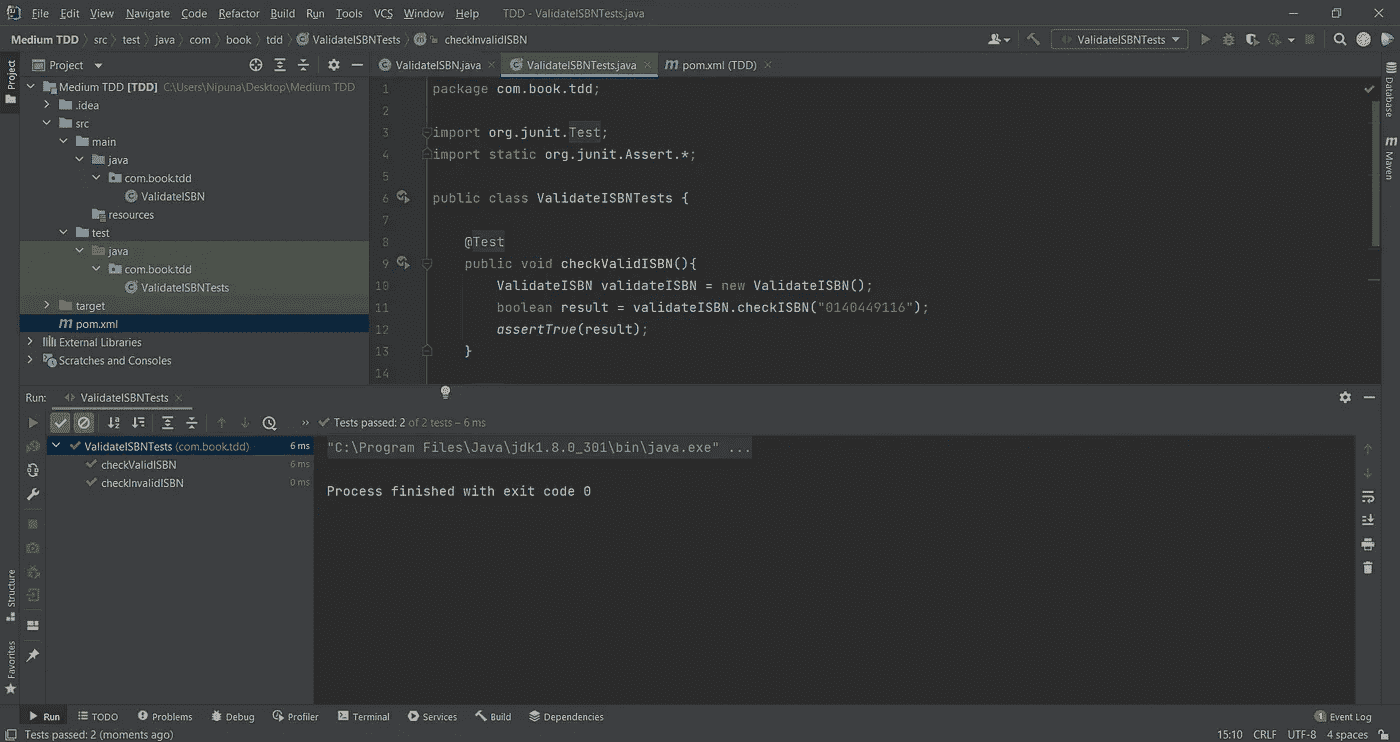 File Edit View Navigate Code Refactor Build Run Tools VCS Window Help TDD - ValidateISBNTests.java
Medium TDD src test java com book tdd ValidateISBNTests checkInvalidISBN ValidateISBNTests
Project
Project
ValidateISBN.java ValidateISBNTests.java pom.xml (TDD)
Medium TDD [TDD] C:\Users\Nipuna\Desktop\Medium TDD
.idea
src
main
java
com.book.tdd
ValidateISBN
resources
test
java
com.book.tdd
ValidateISBNTests
target
pom.xml
External Libraries
Scratches and Consoles
1 package com.book.tdd;
2
3 import org.junit.Test;
4 import static org.junit.Assert.*;
5
6 public class ValidateISBNTests {
7
8 @Test
9 public void checkValidISBN(){
10 ValidateISBN validateISBN = new ValidateISBN();
11 boolean result = validateISBN.checkISBN("0140449116");
12 assertTrue(result);
13 }
14
Database
Maven
Run: ValidateISBNTests
Tests passed: 2 of 2 tests – 6 ms
ValidateISBNTests (com.book.tdd) 6 ms
checkValidISBN 6 ms
checkInvalidISBN 0 ms
"C:\Program Files\Java\jdk1.8.0_301\bin\java.exe" ...
Process finished with exit code 0
Structure
Favorites
Run TODO Problems Debug Profiler Terminal Services Build Dependencies 1 Event Log
Tests passed: 2 (moments ago) 15:10 CRLF UTF-8 4 spaces